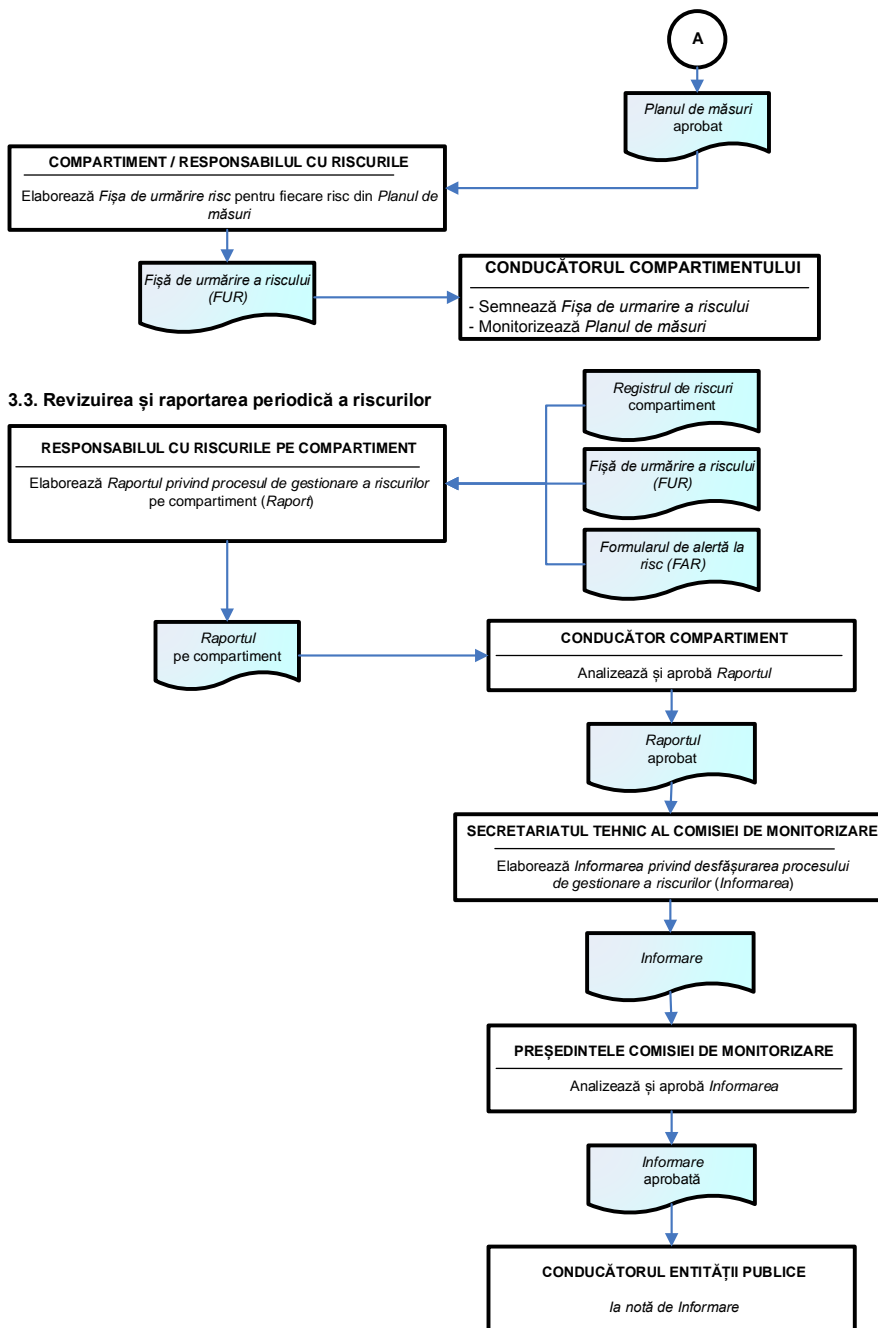 A
Planul de măsuri
aprobat
COMPARTIMENT / RESPONSABILUL CU RISCURILE
Elaborează Fișa de urmărire risc pentru fiecare risc din Planul de
măsuri
Fișă de urmărire a riscului
(FUR)
CONDUCĂTORUL COMPARTIMENTULUI
- Semnează Fișa de urmarire a riscului
- Monitorizează Planul de măsuri
3.3. Revizuirea și raportarea periodică a riscurilor
Registrul de riscuri
compartiment
RESPONSABILUL CU RISCURILE PE COMPARTIMENT
Elaborează Raportul privind procesul de gestionare a riscurilor
pe compartiment (Raport)
Fișă de urmărire a riscului
(FUR)
Formularul de alertă la
risc (FAR)
Raportul
pe compartiment
CONDUCĂTOR COMPARTIMENT
Analizează și aprobă Raportul
Raportul
aprobat
SECRETARIATUL TEHNIC AL COMISIEI DE MONITORIZARE
Elaborează Informarea privind desfășurarea procesului
de gestionare a riscurilor (Informarea)
Informare
PREȘEDINTELE COMISIEI DE MONITORIZARE
Analizează și aprobă Informarea
Informare
aprobată
CONDUCĂTORUL ENTITĂȚII PUBLICE
Ia notă de Informare